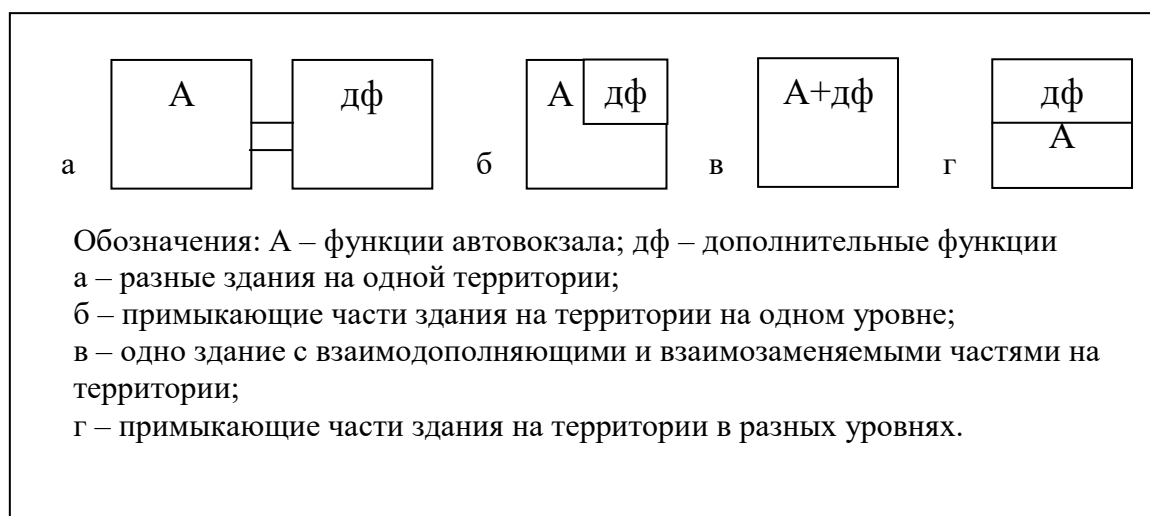 А дф А дф А+дф дф
А
а б в г
Обозначения: А – функции автовокзала; дф – дополнительные функции
а – разные здания на одной территории;
б – примыкающие части здания на территории на одном уровне;
в – одно здание с взаимодополняющими и взаимозаменяемыми частями на
территории;
г – примыкающие части здания на территории в разных уровнях.